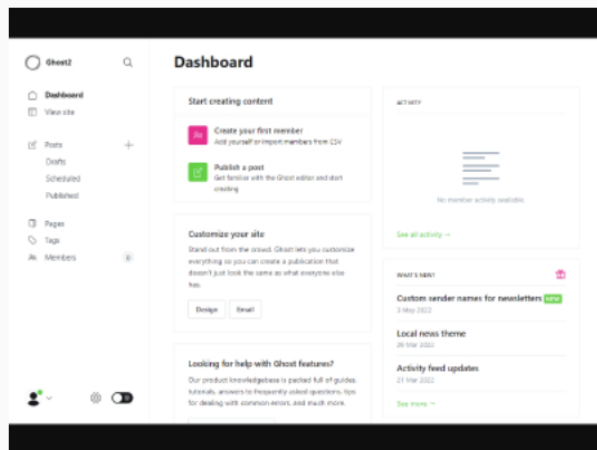 Ghost2
Dashboard
View site
Posts
Drafts
Scheduled
Published
Pages
Tags
Members
0
Dashboard
Start creating content
Create your first member
Add yourself or import members from CSV
Publish a post
Get familiar with the Ghost editor and start
creating
Customize your site
Stand out from the crowd. Ghost lets you customize
everything so you can create a publication that
doesn't just look the same as what everyone else
has.
Design
Email
Looking for help with Ghost features?
Our product knowledgebase is packed full of guides,
tutorials, answers to frequently asked questions, tips
for dealing with common errors, and much more.
ACTIVITY
No member activity available.
See all activity →
WHAT'S NEW?
Custom sender names for newsletters NEW
3 May 2022
Local news theme
29 Mar 2022
Activity feed updates
21 Mar 2022
See more →